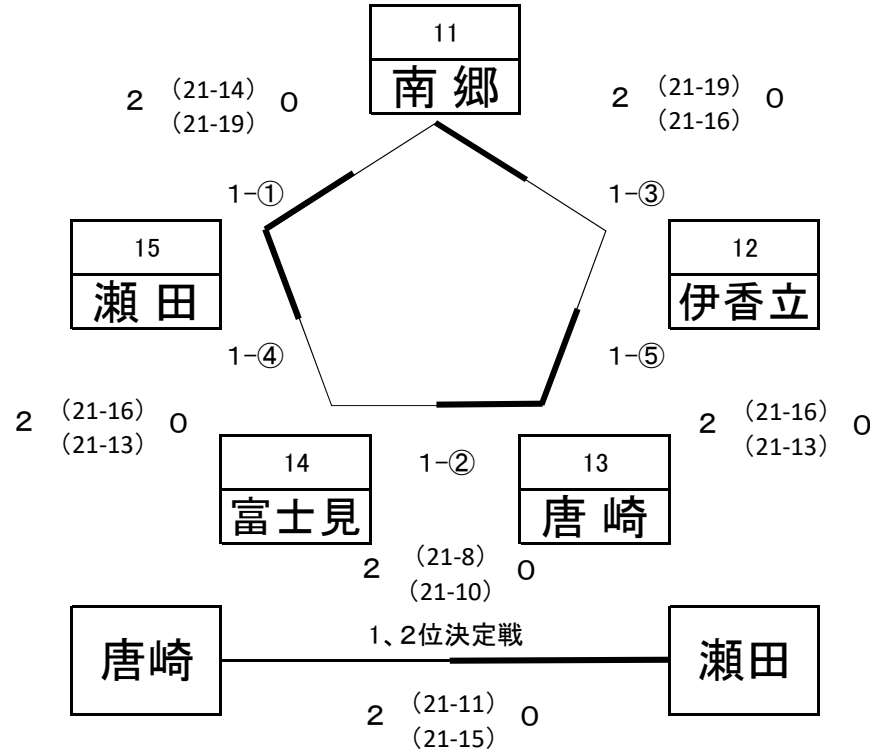 11
南 郷
2 (21-14) 0
(21-19)
2 (21-19) 0
(21-16)
1-①
1-③
15
瀬 田
12
伊香立
1-④
1-⑤
2 (21-16) 0
(21-13)
2 (21-16) 0
(21-13)
14
富士見
1-②
13
唐 崎
2 (21-8) 0
(21-10)
唐崎
1、2位決定戦
瀬田
2 (21-11) 0
(21-15)